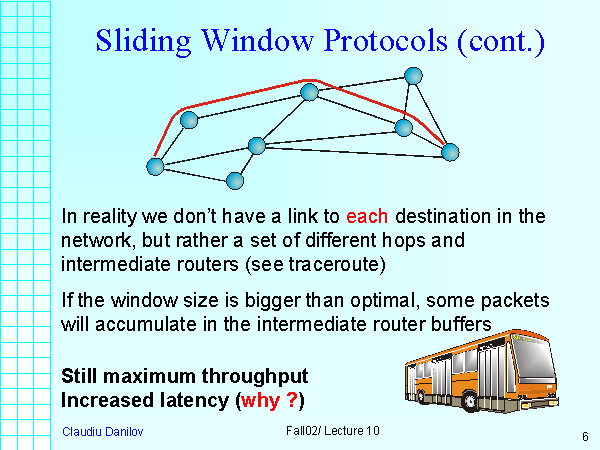 Sliding Window Protocols (cont.)
In reality we don’t have a link to each destination in the
network, but rather a set of different hops and
intermediate routers (see traceroute)
If the window size is bigger than optimal, some packets
will accumulate in the intermediate router buffers
Still maximum throughput
Increased latency (why ?)
Claudiu Danilov
Fall02/ Lecture 10
6